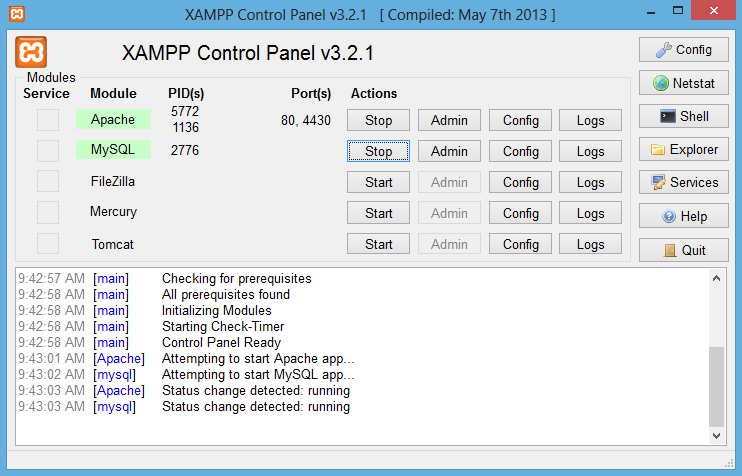 XAMPP Control Panel v3.2.1 [ Compiled: May 7th 2013 ]
XAMPP Control Panel v3.2.1
Config
Modules
Service Module PID(s) Port(s) Actions
Netstat
Apache 5772 1136 80, 4430 Stop Admin Config Logs
Shell
MySQL 2776 Stop Admin Config Logs
Explorer
FileZilla Start Admin Config Logs
Services
Mercury Start Admin Config Logs
Help
Tomcat Start Admin Config Logs
Quit
9:42:57 AM [main] Checking for prerequisites
9:42:58 AM [main] All prerequisites found
9:42:58 AM [main] Initializing Modules
9:42:58 AM [main] Starting Check-Timer
9:42:58 AM [main] Control Panel Ready
9:43:01 AM [Apache] Attempting to start Apache app...
9:43:02 AM [mysql] Attempting to start MySQL app...
9:43:03 AM [Apache] Status change detected: running
9:43:03 AM [mysql] Status change detected: running